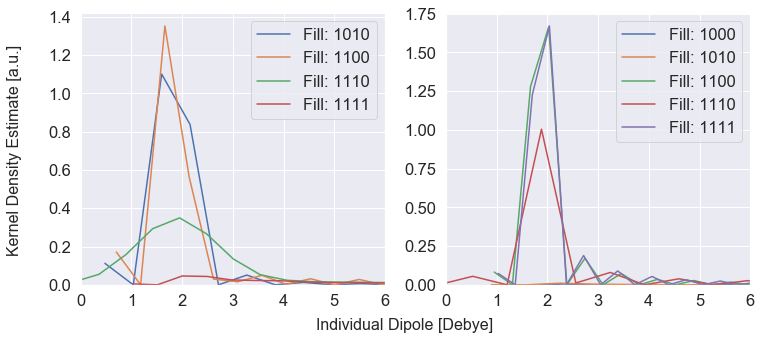 Kernel Density Estimate [a.u.]
1.4
1.2
1.0
0.8
0.6
0.4
0.2
0.0
0 1 2 3 4 5 6
Fill: 1010
Fill: 1100
Fill: 1110
Fill: 1111
1.75
1.50
1.25
1.00
0.75
0.50
0.25
0.00
0 1 2 3 4 5 6
Fill: 1000
Fill: 1010
Fill: 1100
Fill: 1110
Fill: 1111
Individual Dipole [Debye]